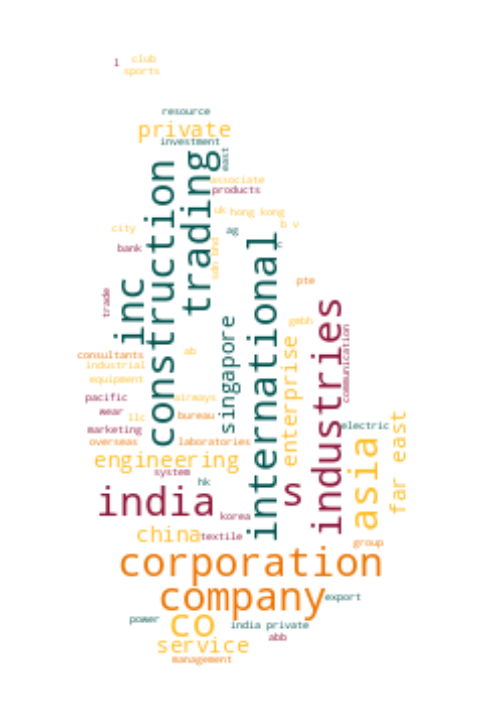 l
club
sports
resource
private
investment
east
trading
construction
associate
products
uk
hong kong
b v
city
ag
c
bank
sdn bhd
international
inc
pte
trade
industries
singapore
gmbh
communication
enterprise
consultants
ab
industrial
equipment
pacific
airways
wear
llc
bureau
electric
marketing
overseas
laboratories
asia
far east
engineering
system
hk
india
s
korea
china
textile
group
corporation
company
export
power
co
india private
abb
service
management